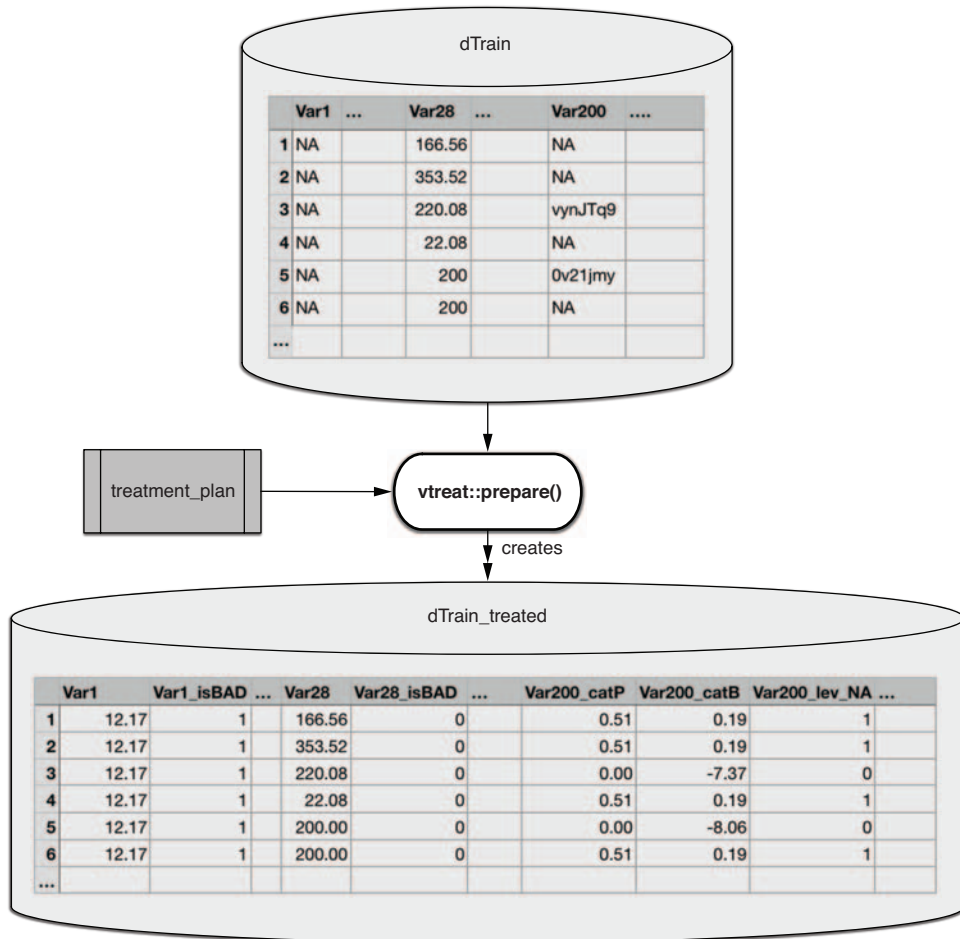 dTrain
Var1 ... Var28 ... Var200 ....
1 NA 166.56 NA
2 NA 353.52 NA
3 NA 220.08 vynJTq9
4 NA 22.08 NA
5 NA 200 0v21jmy
6 NA 200 NA
...
treatment_plan
vtreat::prepare()
creates
dTrain_treated
Var1 Var1_isBAD ... Var28 Var28_isBAD ... Var200_catP Var200_catB Var200_lev_NA ...
1 12.17 1 166.56 0 0.51 0.19 1
2 12.17 1 353.52 0 0.51 0.19 1
3 12.17 1 220.08 0 0.00 -7.37 0
4 12.17 1 22.08 0 0.51 0.19 1
5 12.17 1 200.00 0 0.00 -8.06 0
6 12.17 1 200.00 0 0.51 0.19 1
...